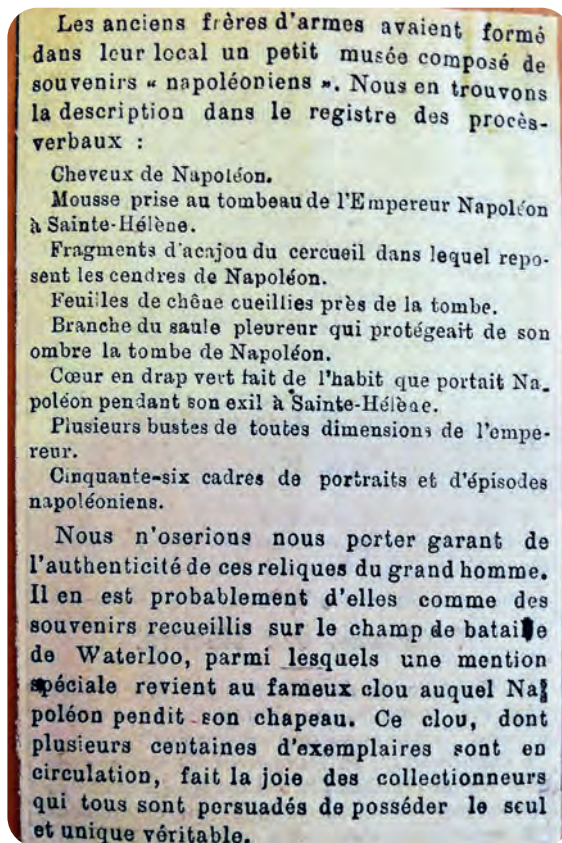 Les anciens frères d'armes avaient formé
dans leur local un petit musée composé de
souvenirs « napoléoniens ». Nous en trouvons
la description dans le registre des procès-
verbaux :
Cheveux de Napoléon.
Mousse prise au tombeau de l'Empereur Napoléon
à Sainte-Hélène.
Fragments d'acajou du cercueil dans lequel repo-
sent les cendres de Napoléon.
Feuilles de chêne cueillies près de la tombe.
Branche du saule pleureur qui protégeait de son
ombre la tombe de Napoléon.
Cœur en drap vert fait de l'habit que portait Na-
poléon pendant son exil à Sainte-Hélène.
Plusieurs bustes de toutes dimensions de l'empe-
reur.
Cinquante-six cadres de portraits et d'épisodes
napoléoniens.
Nous n'oserions nous porter garant de
l'authenticité de ces reliques du grand homme.
Il en est probablement d'elles comme des
souvenirs recueillis sur le champ de bataille
de Waterloo, parmi lesquels une mention
spéciale revient au fameux clou auquel Na-
poléon pendit son chapeau. Ce clou, dont
plusieurs centaines d'exemplaires sont en
circulation, fait la joie des collectionneurs
qui tous sont persuadés de posséder le seul
et unique véritable.